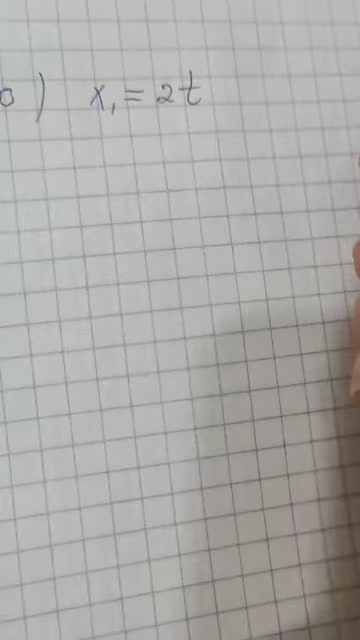 о) x₁ = 2t